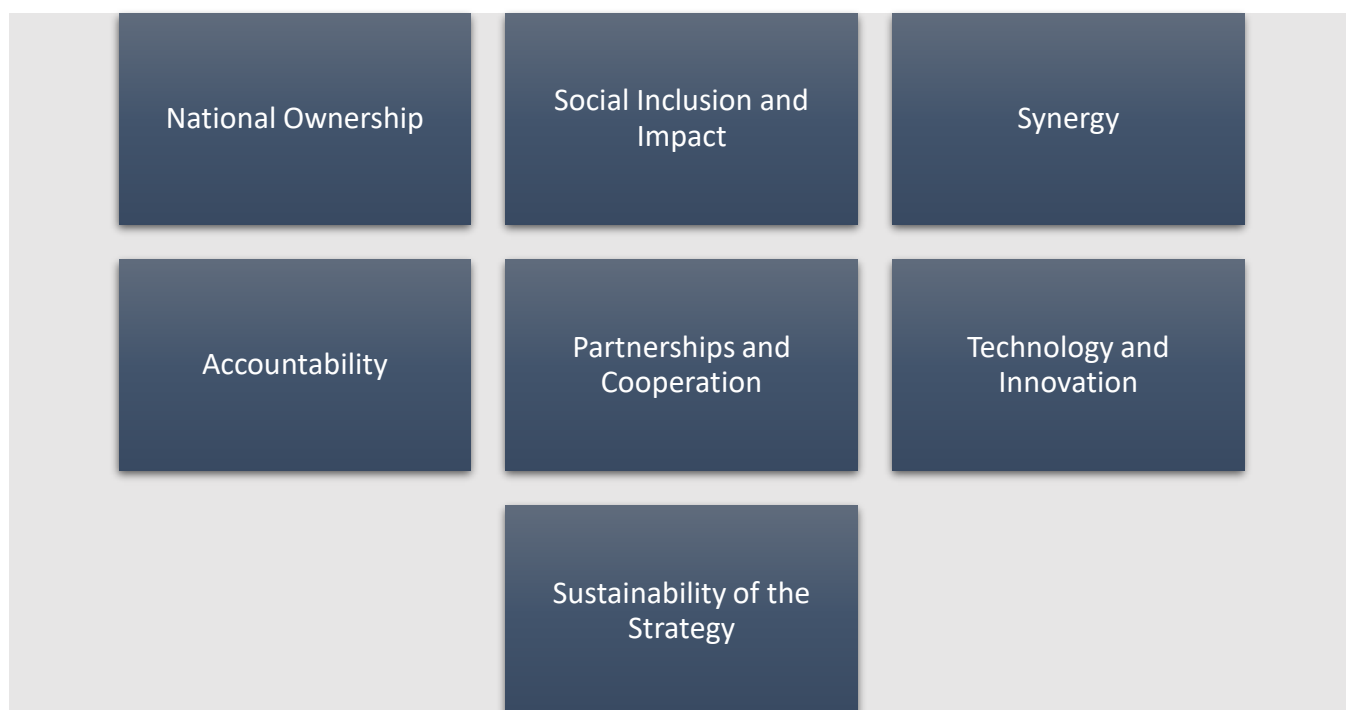 National Ownership
Social Inclusion and
Impact
Synergy
Accountability
Partnerships and
Cooperation
Technology and
Innovation
Sustainability of the
Strategy